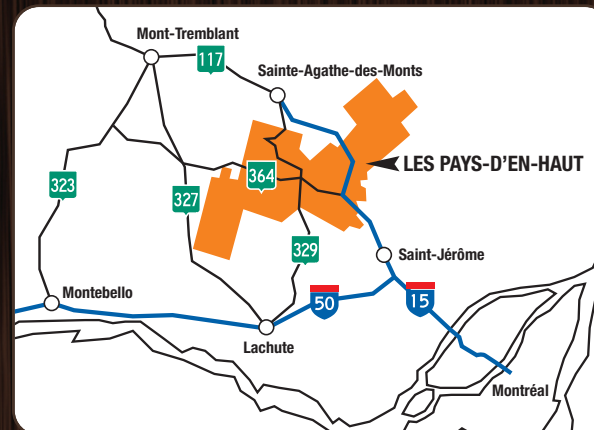 Mont-Tremblant
117
Sainte-Agathe-des-Monts
LES PAYS-D'EN-HAUT
364
323
327
329
Saint-Jérôme
Montebello
50
15
Lachute
Montréal